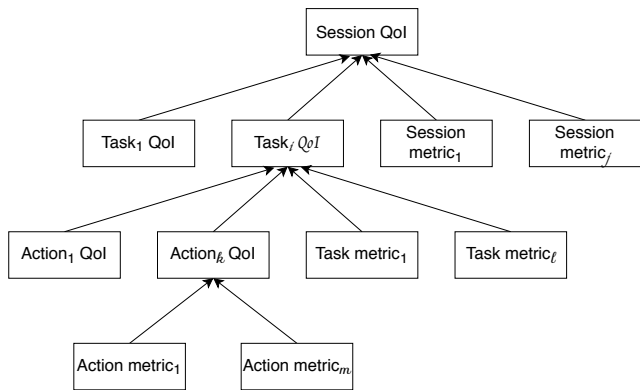 Session QoI
Task₁ QoI
Taskᵢ QoI
Session
metric₁
Session
metricⱼ
Action₁ QoI
Actionₖ QoI
Task metric₁
Task metric_ℓ
Action metric₁
Action metricₘ